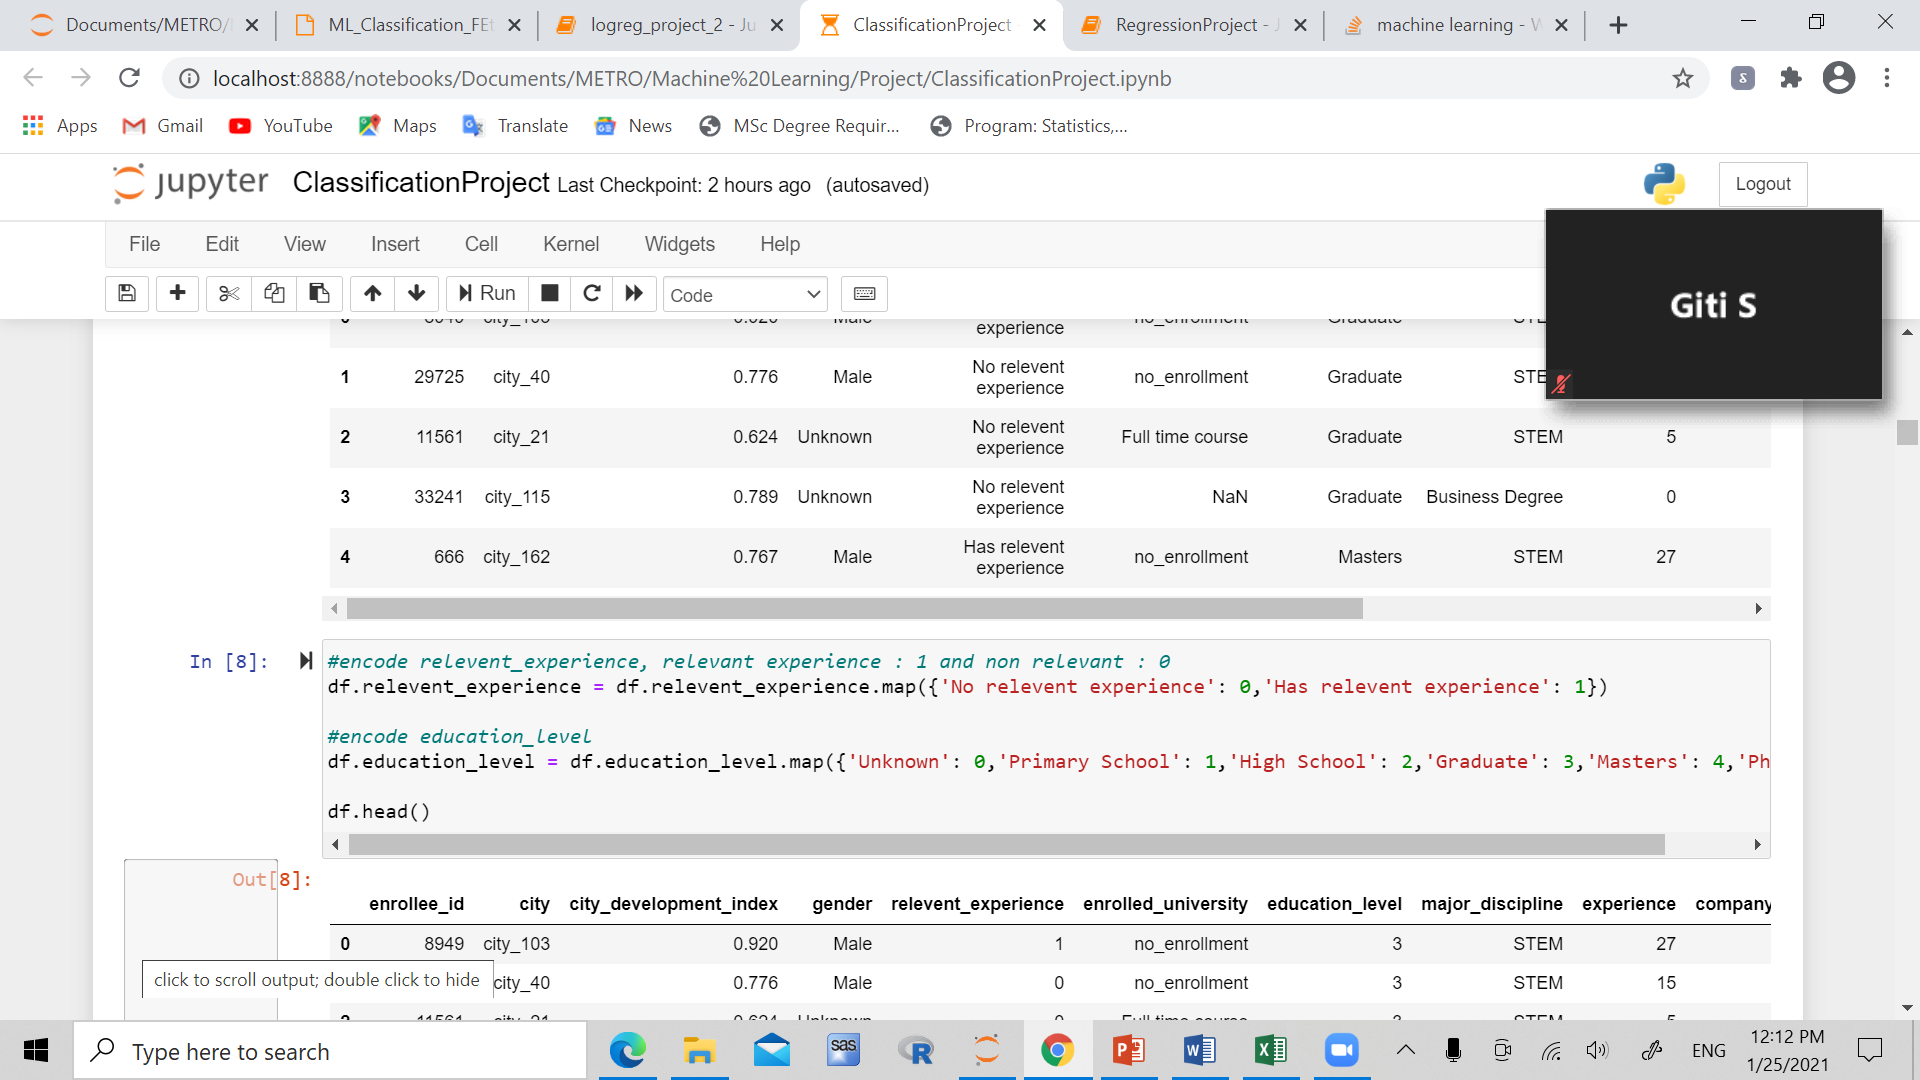 Documents/METRO/
ML_Classification_FE
logreg_project_2 - Ju
ClassificationProject
RegressionProject - J
machine learning - W
localhost:8888/notebooks/Documents/METRO/Machine%20Learning/Project/ClassificationProject.ipynb
Apps Gmail YouTube Maps Translate News MSc Degree Requir... Program: Statistics,...
jupyter ClassificationProject Last Checkpoint: 2 hours ago (autosaved)
Logout
File Edit View Insert Cell Kernel Widgets Help
Run Code
Giti S
experience
1 29725 city_40 0.776 Male No relevent experience no_enrollment Graduate STE
2 11561 city_21 0.624 Unknown No relevent experience Full time course Graduate STEM 5
3 33241 city_115 0.789 Unknown No relevent experience NaN Graduate Business Degree 0
4 666 city_162 0.767 Male Has relevent experience no_enrollment Masters STEM 27
In [8]:
#encode relevent_experience, relevant experience : 1 and non relevant : 0
df.relevent_experience = df.relevent_experience.map({'No relevent experience': 0,'Has relevent experience': 1})
#encode education_level
df.education_level = df.education_level.map({'Unknown': 0,'Primary School': 1,'High School': 2,'Graduate': 3,'Masters': 4,'Ph
df.head()
Out[8]:
enrollee_id city city_development_index gender relevent_experience enrolled_university education_level major_discipline experience company
0 8949 city_103 0.920 Male 1 no_enrollment 3 STEM 27
click to scroll output; double click to hide
city_40 0.776 Male 0 no_enrollment 3 STEM 15
Type here to search
sas
R
ENG
12:12 PM
1/25/2021